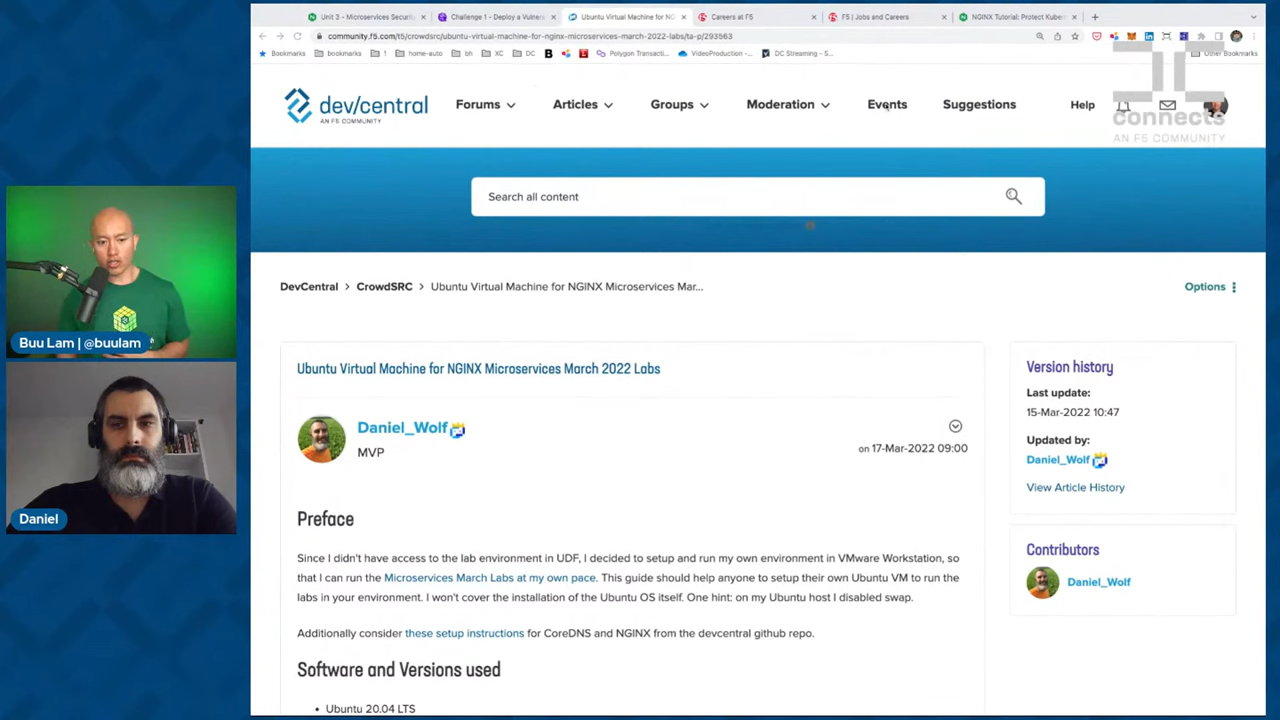 Unit 3 - Microservices Securit
Challenge 1 - Deploy a Vulnera
Ubuntu Virtual Machine for NG
Careers at F5
F5 | Jobs and Careers
NGINX Tutorial: Protect Kuber
community.f5.com/t5/crowdsrc/ubuntu-virtual-machine-for-nginx-microservices-march-2022-labs/ta-p/293563
Bookmarks
bookmarks
1
home-auto
bh
XC
DC
Polygon Transacti...
VideoProduction -...
DC Streaming - S...
Other Bookmarks
dev/central
AN F5 COMMUNITY
Forums
Articles
Groups
Moderation
Events
Suggestions
Help
connects
AN F5 COMMUNITY
Search all content
DevCentral > CrowdSRC > Ubuntu Virtual Machine for NGINX Microservices Mar...
Options
Ubuntu Virtual Machine for NGINX Microservices March 2022 Labs
Daniel_Wolf
MVP
on 17-Mar-2022 09:00
Preface
Since I didn't have access to the lab environment in UDF, I decided to setup and run my own environment in VMware Workstation, so
that I can run the Microservices March Labs at my own pace. This guide should help anyone to setup their own Ubuntu VM to run the
labs in your environment. I won't cover the installation of the Ubuntu OS itself. One hint: on my Ubuntu host I disabled swap.
Additionally consider these setup instructions for CoreDNS and NGINX from the devcentral github repo.
Software and Versions used
• Ubuntu 20.04 LTS
Version history
Last update:
15-Mar-2022 10:47
Updated by:
Daniel_Wolf
View Article History
Contributors
Daniel_Wolf
Buu Lam | @buulam
Daniel